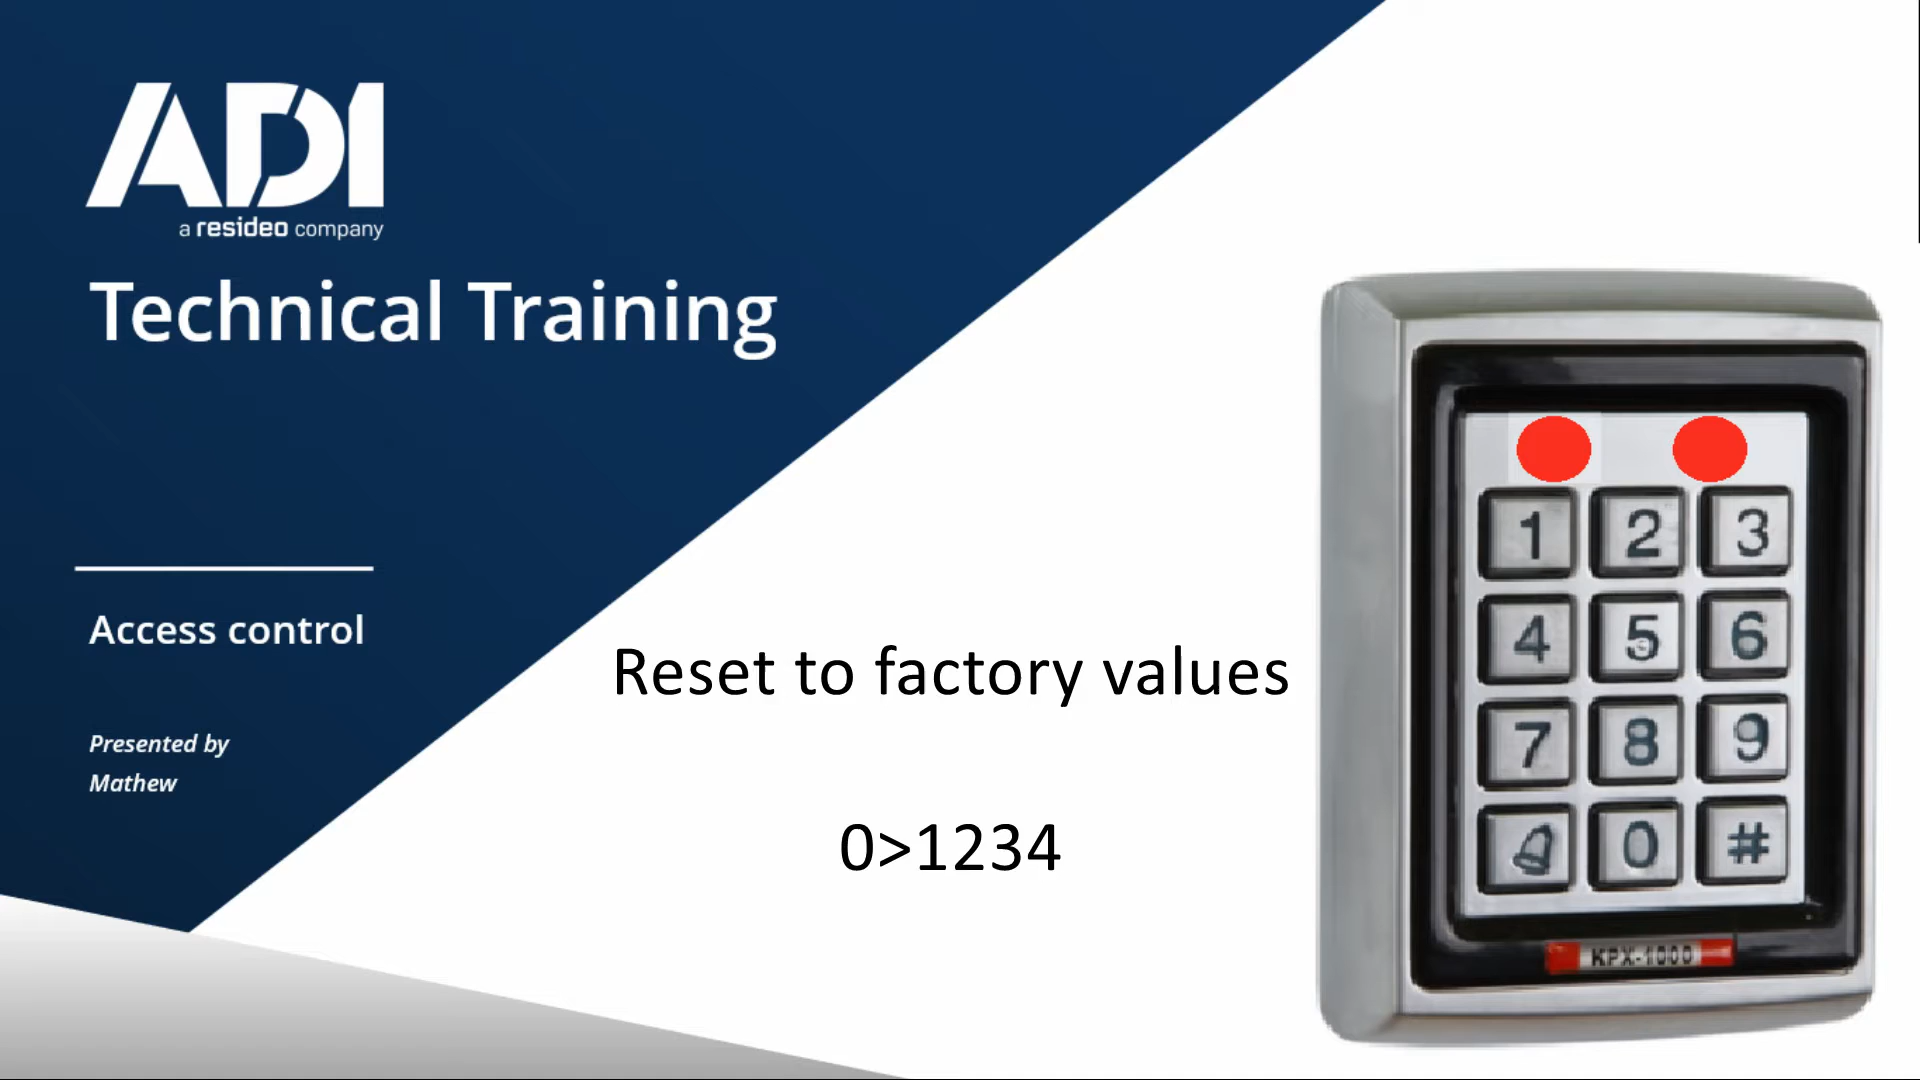 ADI
a resideo company
Technical Training
Access control
Presented by
Mathew
Reset to factory values
0>1234
1 2 3
4 5 6
7 8 9
0 #
KPX-1000